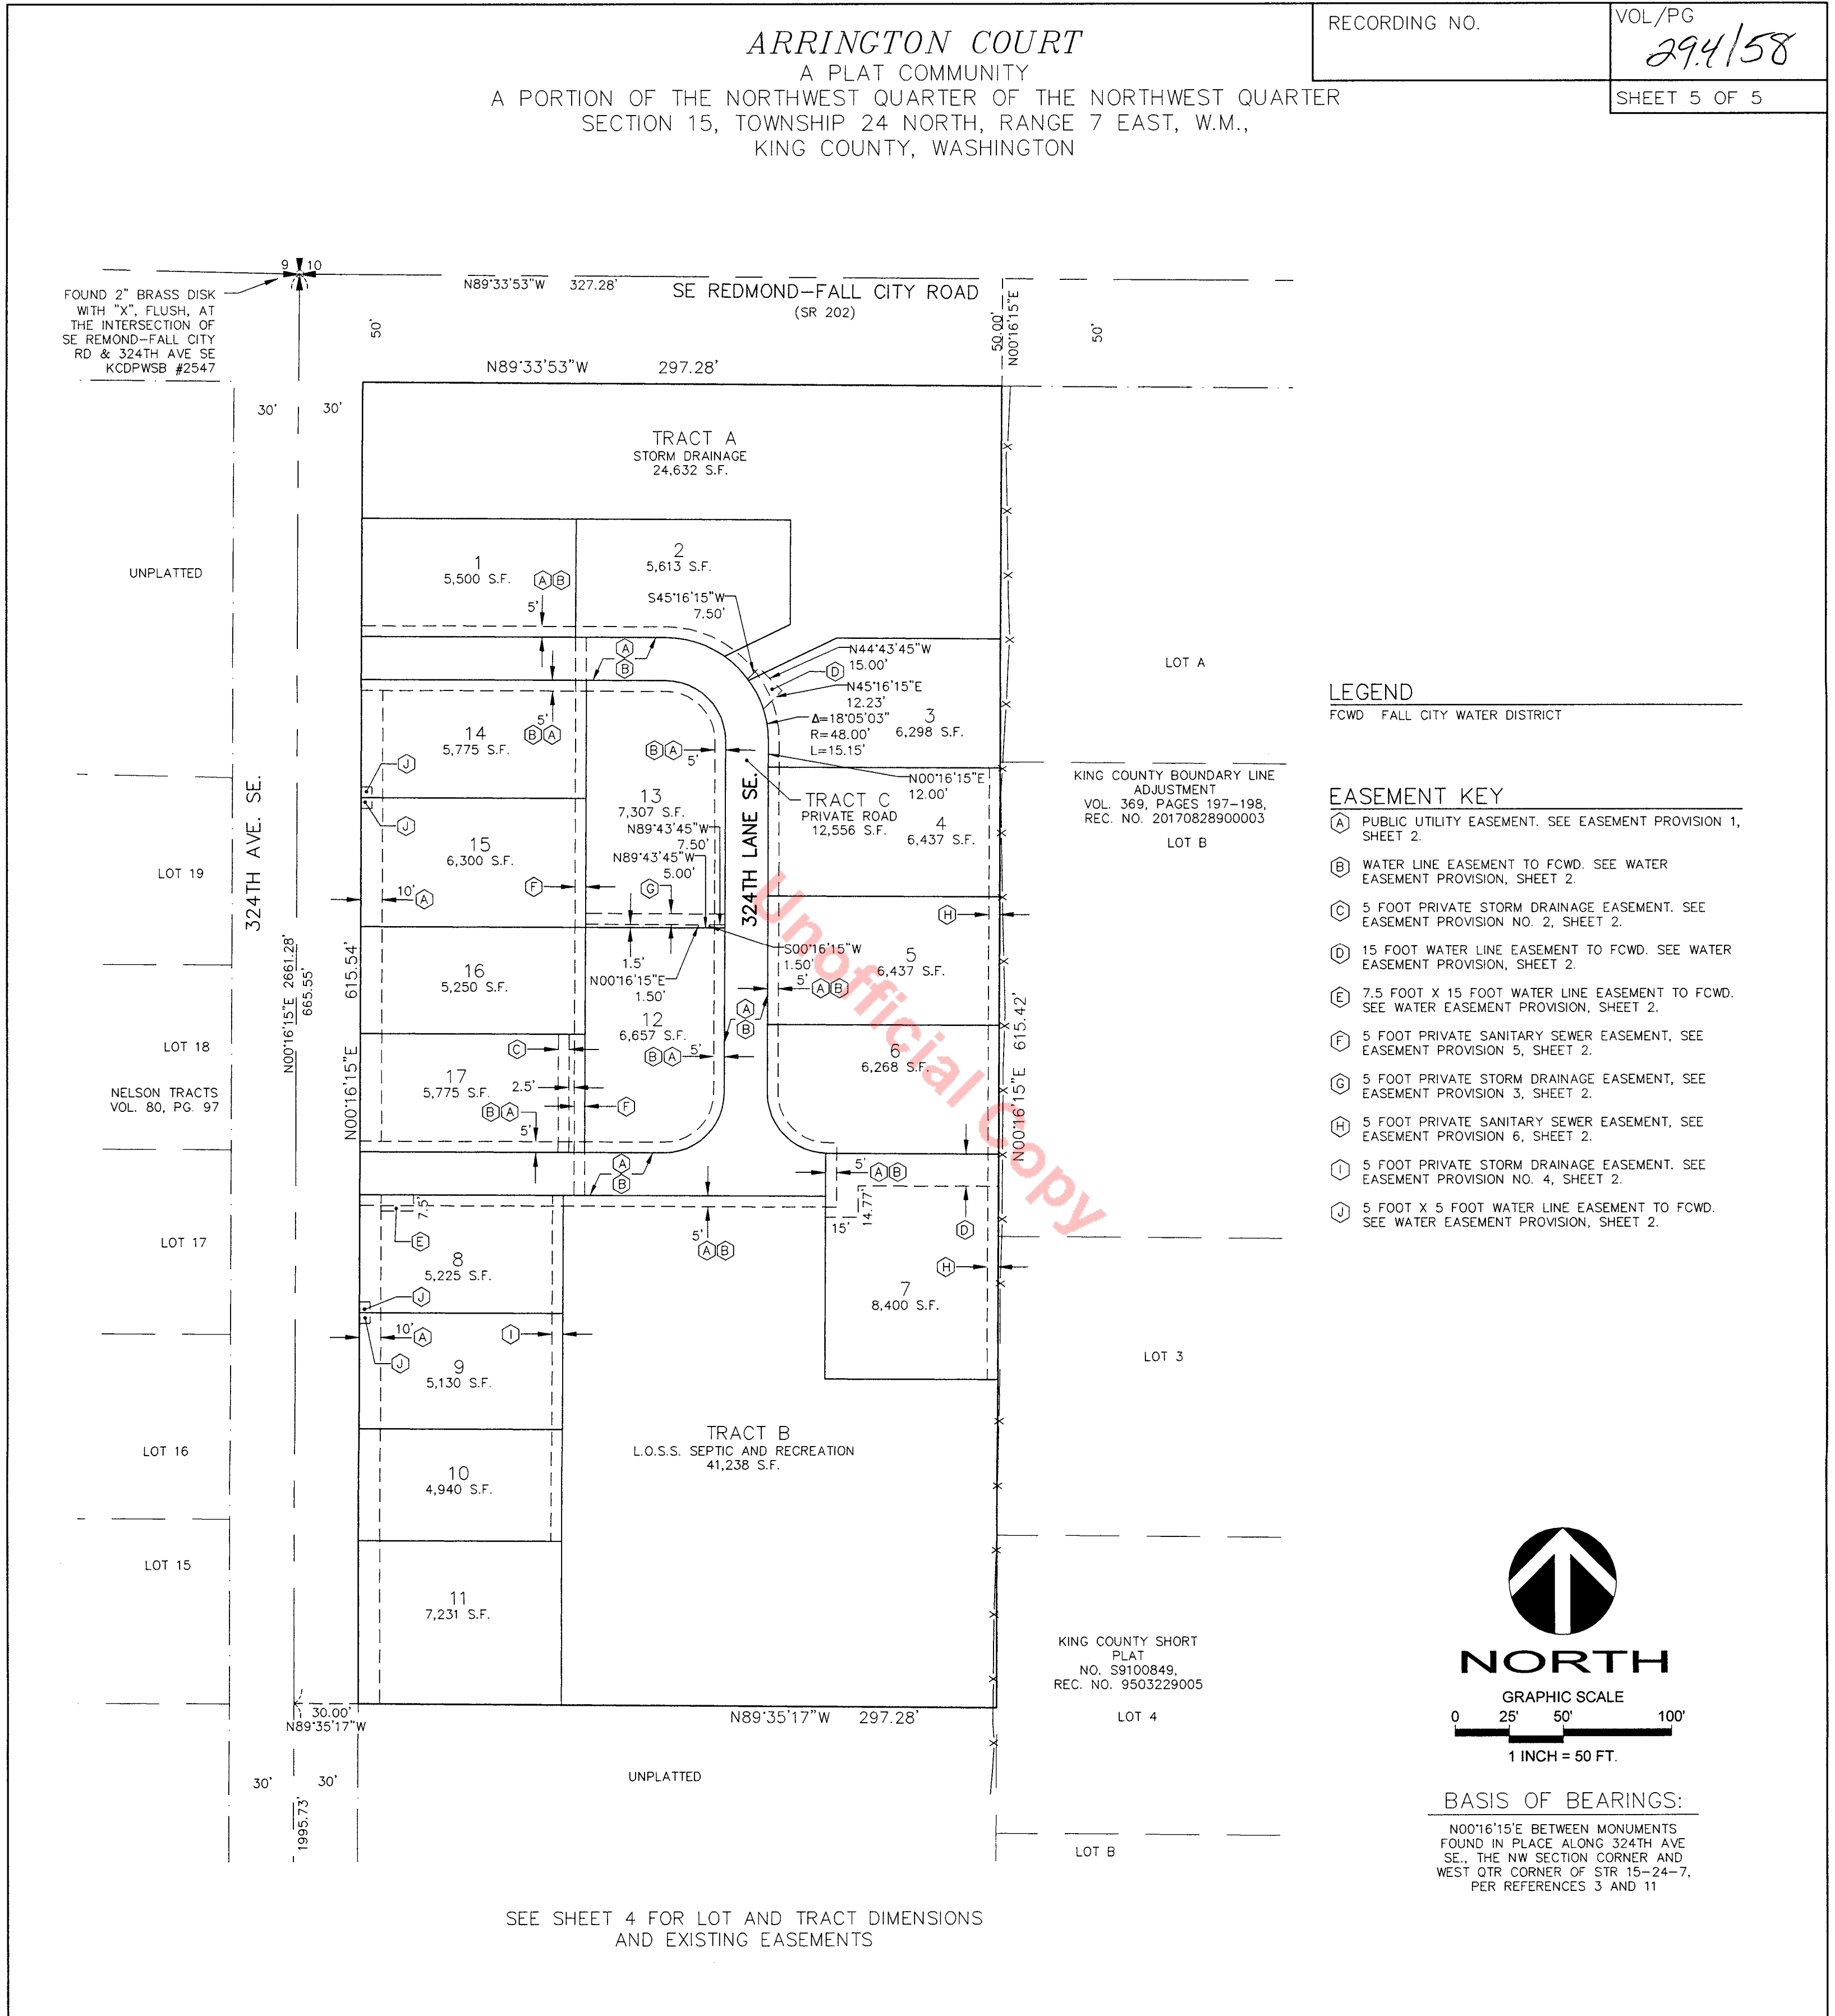 ARRINGTON COURT
A PLAT COMMUNITY
A PORTION OF THE NORTHWEST QUARTER OF THE NORTHWEST QUARTER
SECTION 15, TOWNSHIP 24 NORTH, RANGE 7 EAST, W.M.,
KING COUNTY, WASHINGTON
RECORDING NO.
VOL/PG
294/58
SHEET 5 OF 5
9 10
FOUND 2" BRASS DISK
WITH "X", FLUSH, AT
THE INTERSECTION OF
SE REMOND-FALL CITY
RD & 324TH AVE SE
KCDPWSB #2547
N89°33'53"W 327.28'
SE REDMOND-FALL CITY ROAD
(SR 202)
50'
50.00'
N00°16'15"E
50'
N89°33'53"W 297.28'
30' 30'
TRACT A
STORM DRAINAGE
24,632 S.F.
UNPLATTED
1
5,500 S.F.
A B
5'
2
5,613 S.F.
S45°16'15"W
7.50'
A
B
N44°43'45"W
15.00'
D
N45°16'15"E
12.23'
Δ=18°05'03"
R=48.00'
L=15.15'
3
6,298 S.F.
LOT A
14
5,775 S.F.
5'
B A
J
B A
5'
N00°16'15"E
12.00'
324TH AVE. SE.
13
7,307 S.F.
N89°43'45"W
7.50'
N89°43'45"W
5.00'
324TH LANE SE.
TRACT C
PRIVATE ROAD
12,556 S.F.
4
6,437 S.F.
KING COUNTY BOUNDARY LINE
ADJUSTMENT
VOL. 369, PAGES 197-198,
REC. NO. 20170828900003
LOT B
J
15
6,300 S.F.
10'
A
F
G
H
LOT 19
N00°16'15"E 2661.28'
665.55'
N00°16'15"E 615.54'
16
5,250 S.F.
1.5'
N00°16'15"E
1.50'
S00°16'15"W
1.50'
5'
A B
5
6,437 S.F.
A
B
12
6,657 S.F.
B A 5'
LOT 18
NELSON TRACTS
VOL. 80, PG. 97
C
17
5,775 S.F.
2.5'
B A
5'
F
6
6,268 S.F.
N00°16'15"E 615.42'
A
B
5'
A B
7.5'
E
5'
A B
15'
14.77'
D
H
LOT 17
8
5,225 S.F.
J
7
8,400 S.F.
10'
A
I
J
9
5,130 S.F.
LOT 3
TRACT B
L.O.S.S. SEPTIC AND RECREATION
41,238 S.F.
LOT 16
10
4,940 S.F.
LOT 15
11
7,231 S.F.
KING COUNTY SHORT
PLAT
NO. S9100849,
REC. NO. 9503229005
LOT 4
30.00'
N89°35'17"W
N89°35'17"W 297.28'
30' 30'
1995.73'
UNPLATTED
LOT B
SEE SHEET 4 FOR LOT AND TRACT DIMENSIONS
AND EXISTING EASEMENTS
LEGEND
FCWD FALL CITY WATER DISTRICT
EASEMENT KEY
A PUBLIC UTILITY EASEMENT. SEE EASEMENT PROVISION 1,
SHEET 2.
B WATER LINE EASEMENT TO FCWD. SEE WATER
EASEMENT PROVISION, SHEET 2.
C 5 FOOT PRIVATE STORM DRAINAGE EASEMENT. SEE
EASEMENT PROVISION NO. 2, SHEET 2.
D 15 FOOT WATER LINE EASEMENT TO FCWD. SEE WATER
EASEMENT PROVISION, SHEET 2.
E 7.5 FOOT X 15 FOOT WATER LINE EASEMENT TO FCWD.
SEE WATER EASEMENT PROVISION, SHEET 2.
F 5 FOOT PRIVATE SANITARY SEWER EASEMENT, SEE
EASEMENT PROVISION 5, SHEET 2.
G 5 FOOT PRIVATE STORM DRAINAGE EASEMENT, SEE
EASEMENT PROVISION 3, SHEET 2.
H 5 FOOT PRIVATE SANITARY SEWER EASEMENT, SEE
EASEMENT PROVISION 6, SHEET 2.
I 5 FOOT PRIVATE STORM DRAINAGE EASEMENT. SEE
EASEMENT PROVISION NO. 4, SHEET 2.
J 5 FOOT X 5 FOOT WATER LINE EASEMENT TO FCWD.
SEE WATER EASEMENT PROVISION, SHEET 2.
NORTH
GRAPHIC SCALE
0 25' 50' 100'
1 INCH = 50 FT.
BASIS OF BEARINGS:
N00°16'15'E BETWEEN MONUMENTS
FOUND IN PLACE ALONG 324TH AVE
SE., THE NW SECTION CORNER AND
WEST QTR CORNER OF STR 15-24-7,
PER REFERENCES 3 AND 11
Unofficial Copy